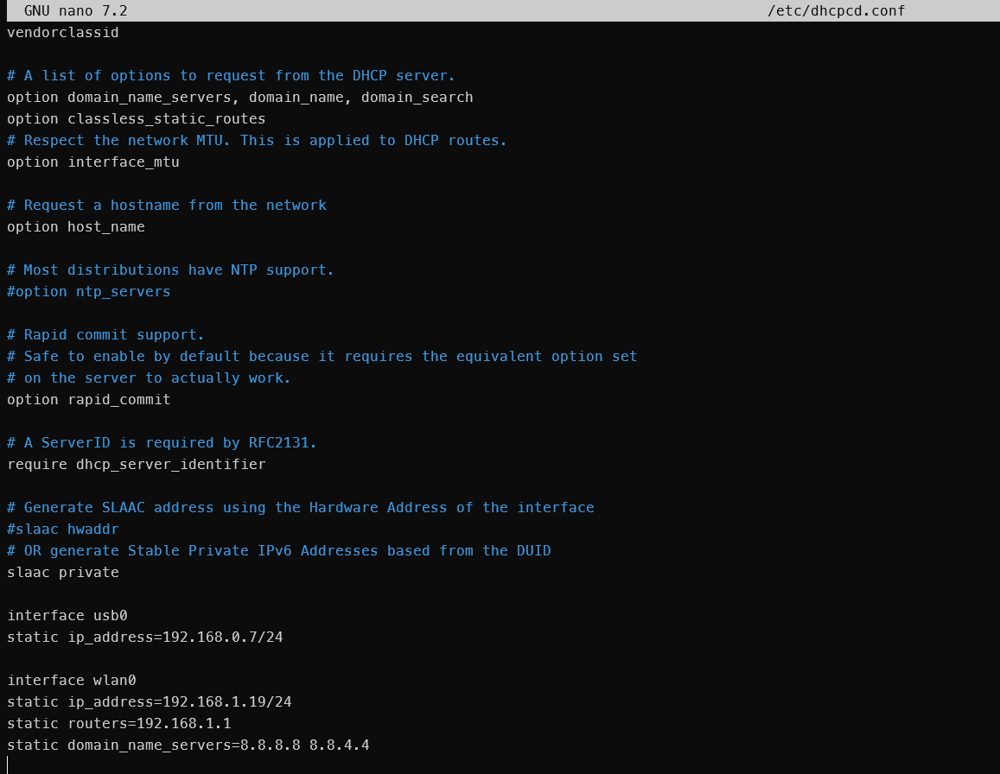 GNU nano 7.2 /etc/dhcpcd.conf
vendorclassid
# A list of options to request from the DHCP server.
option domain_name_servers, domain_name, domain_search
option classless_static_routes
# Respect the network MTU. This is applied to DHCP routes.
option interface_mtu
# Request a hostname from the network
option host_name
# Most distributions have NTP support.
#option ntp_servers
# Rapid commit support.
# Safe to enable by default because it requires the equivalent option set
# on the server to actually work.
option rapid_commit
# A ServerID is required by RFC2131.
require dhcp_server_identifier
# Generate SLAAC address using the Hardware Address of the interface
#slaac hwaddr
# OR generate Stable Private IPv6 Addresses based from the DUID
slaac private
interface usb0
static ip_address=192.168.0.7/24
interface wlan0
static ip_address=192.168.1.19/24
static routers=192.168.1.1
static domain_name_servers=8.8.8.8 8.8.4.4